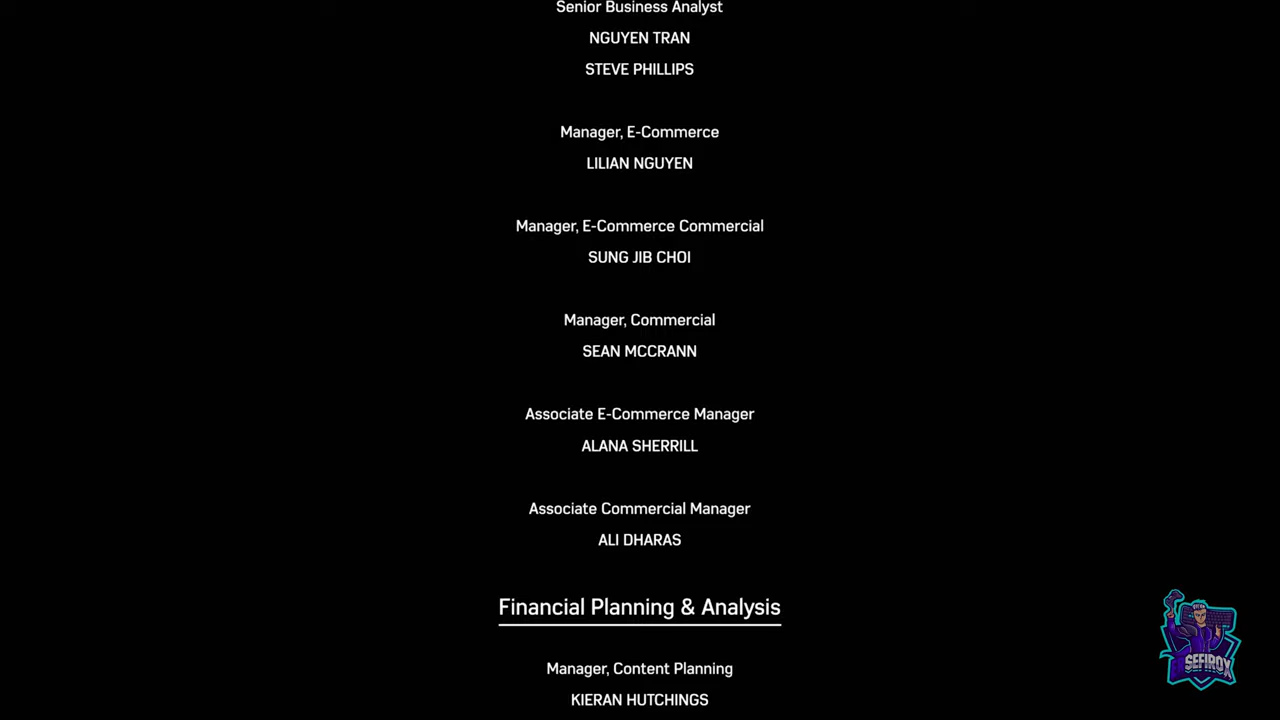 Senior Business Analyst
NGUYEN TRAN
STEVE PHILLIPS
Manager, E-Commerce
LILIAN NGUYEN
Manager, E-Commerce Commercial
SUNG JIB CHOI
Manager, Commercial
SEAN MCCRANN
Associate E-Commerce Manager
ALANA SHERRILL
Associate Commercial Manager
ALI DHARAS
Financial Planning & Analysis
Manager, Content Planning
KIERAN HUTCHINGS
SEFIROX